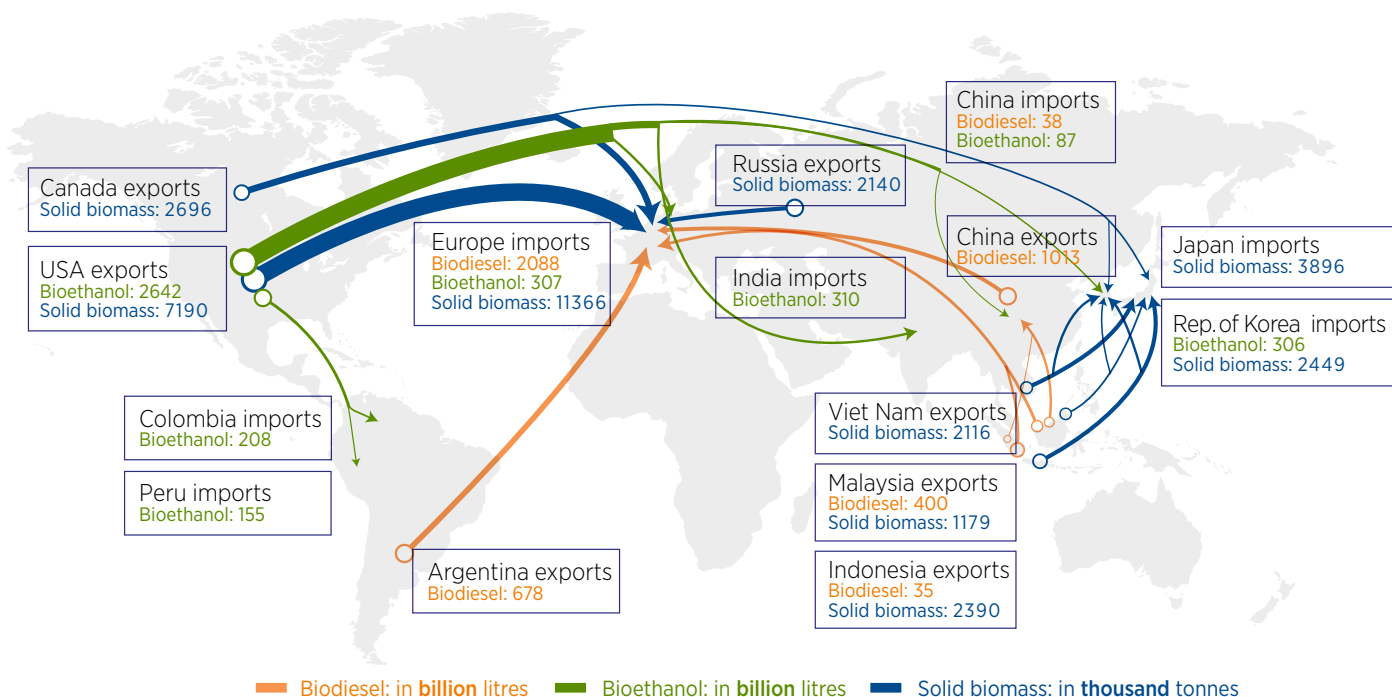 China imports
Biodiesel: 38
Bioethanol: 87
Russia exports
Solid biomass: 2140
Canada exports
Solid biomass: 2696
USA exports
Bioethanol: 2642
Solid biomass: 7190
Europe imports
Biodiesel: 2088
Bioethanol: 307
Solid biomass: 11366
China exports
Biodiesel: 1013
Japan imports
Solid biomass: 3896
India imports
Bioethanol: 310
Rep. of Korea imports
Bioethanol: 306
Solid biomass: 2449
Colombia imports
Bioethanol: 208
Viet Nam exports
Solid biomass: 2116
Peru imports
Bioethanol: 155
Malaysia exports
Biodiesel: 400
Solid biomass: 1179
Argentina exports
Biodiesel: 678
Indonesia exports
Biodiesel: 35
Solid biomass: 2390
Biodiesel: in billion litres
Bioethanol: in billion litres
Solid biomass: in thousand tonnes